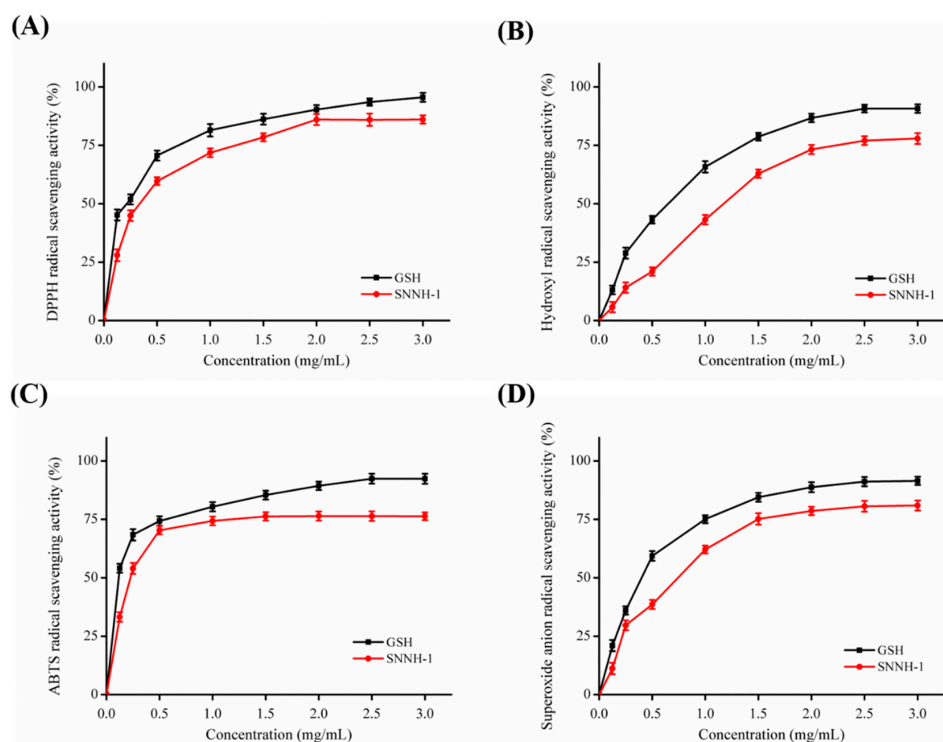 (A)
DPPH radical scavenging activity (%)
100
75
50
25
0
GSH
SNNH-1
0.0 0.5 1.0 1.5 2.0 2.5 3.0
Concentration (mg/mL)
(B)
Hydroxyl radical scavenging activity (%)
100
75
50
25
0
GSH
SNNH-1
0.0 0.5 1.0 1.5 2.0 2.5 3.0
Concentration (mg/mL)
(C)
ABTS radical scavenging activity (%)
100
75
50
25
0
GSH
SNNH-1
0.0 0.5 1.0 1.5 2.0 2.5 3.0
Concentration (mg/mL)
(D)
Superoxide anion radical scavenging activity (%)
100
75
50
25
0
GSH
SNNH-1
0.0 0.5 1.0 1.5 2.0 2.5 3.0
Concentration (mg/mL)